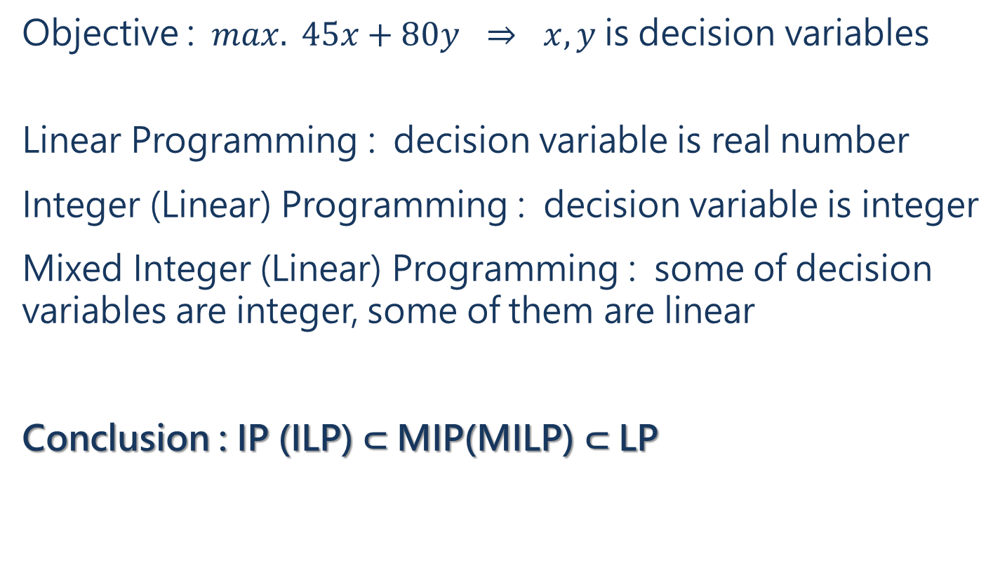 Objective : max. 45x + 80y ⇒ x, y is decision variables
Linear Programming : decision variable is real number
Integer (Linear) Programming : decision variable is integer
Mixed Integer (Linear) Programming : some of decision
variables are integer, some of them are linear
Conclusion : IP (ILP) ⊂ MIP(MILP) ⊂ LP